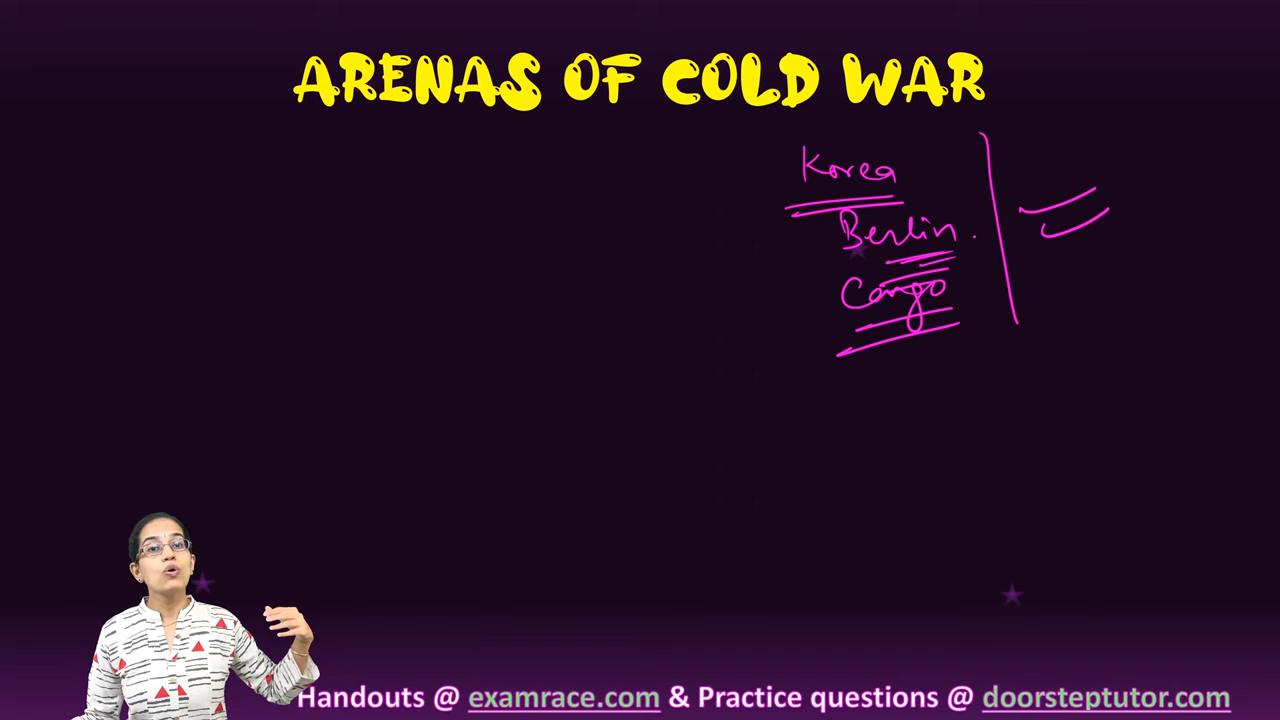 ARENAS OF COLD WAR
Korea
Berlin.
Congo
Handouts @ examrace.com & Practice questions @ doorsteptutor.com